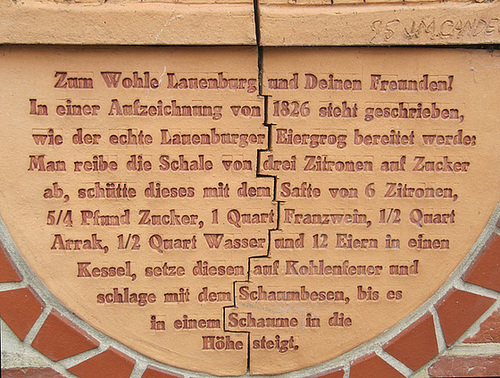 85 J.M.GANDE
Zum Wohle Lauenburg und Deinen Freunden!
In einer Aufzeichnung von 1826 steht geschrieben,
wie der echte Lauenburger Eiergrog bereitet werde:
Man reibe die Schale von drei Zitronen auf Zucker
ab, schütte dieses mit dem Safte von 6 Zitronen,
5/4 Pfund Zucker, 1 Quart Franzwein, 1/2 Quart
Arrak, 1/2 Quart Wasser und 12 Eiern in einen
Kessel, setze diesen auf Kohlenfeuer und
schlage mit dem Schaumbesen, bis es
in einem Schaume in die
Höhe steigt.